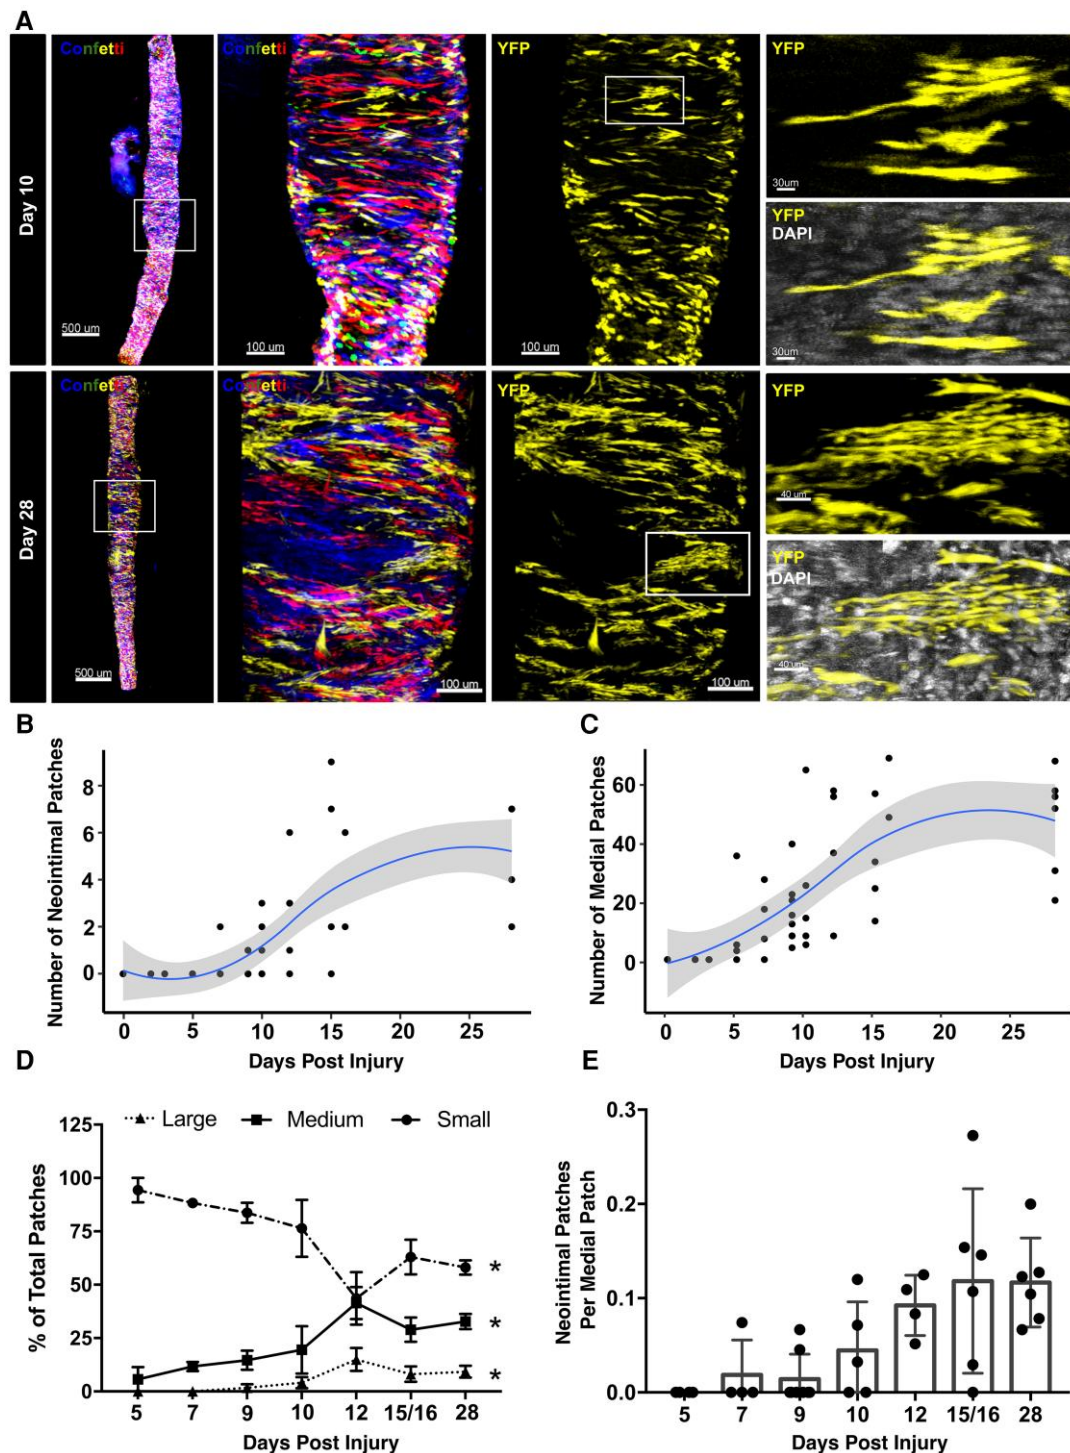 A
Confetti
Confetti
YFP
YFP
Day 10
500 um
100 um
100 um
30um
YFP
DAPI
30um
Confetti
Confetti
YFP
YFP
Day 28
500 um
100 um
100 um
40 um
YFP
DAPI
40 um
B
Number of Neointimal Patches
8
6
4
2
0
0 5 10 15 20 25
Days Post Injury
C
Number of Medial Patches
60
40
20
0
0 5 10 15 20 25
Days Post Injury
D
Large Medium Small
% of Total Patches
125
100
75
50
25
0
* 
*
*
5 7 9 10 12 15/16 28
Days Post Injury
E
Neointimal Patches
Per Medial Patch
0.3
0.2
0.1
0.0
5 7 9 10 12 15/16 28
Days Post Injury